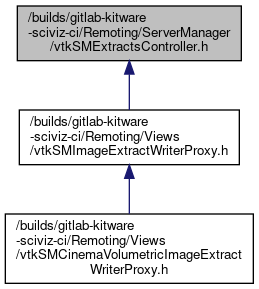 /builds/gitlab-kitware
-sciviz-ci/Remoting/ServerManager
/vtkSMExtractsController.h
/builds/gitlab-kitware
-sciviz-ci/Remoting/Views
/vtkSMImageExtractWriterProxy.h
/builds/gitlab-kitware
-sciviz-ci/Remoting/Views
/vtkSMCinemaVolumetricImageExtract
WriterProxy.h